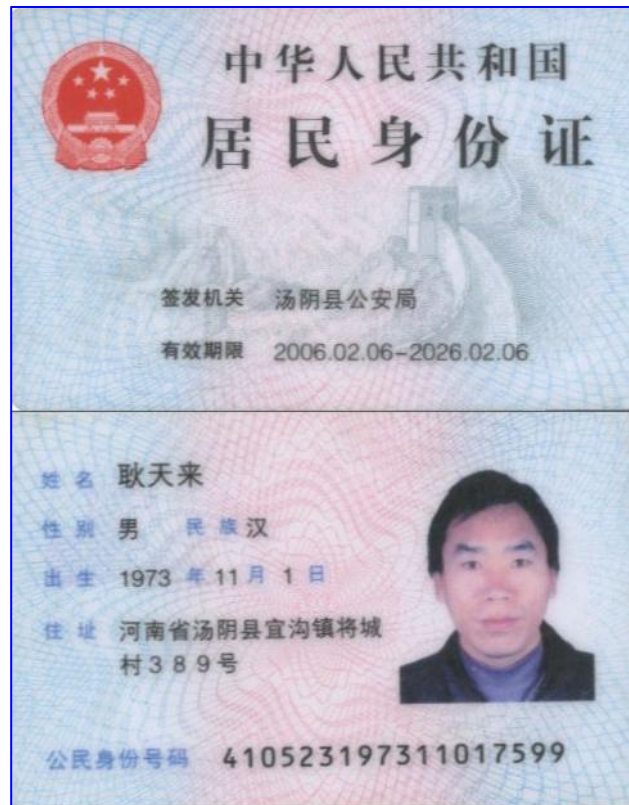 中华人民共和国
居民身份证
签发机关 汤阴县公安局
有效期限 2006.02.06-2026.02.06
姓名 耿天来
性别 男 民族 汉
出生 1973 年 11 月 1 日
住址 河南省汤阴县宜沟镇将城
村389号
公民身份号码 410523197311017599